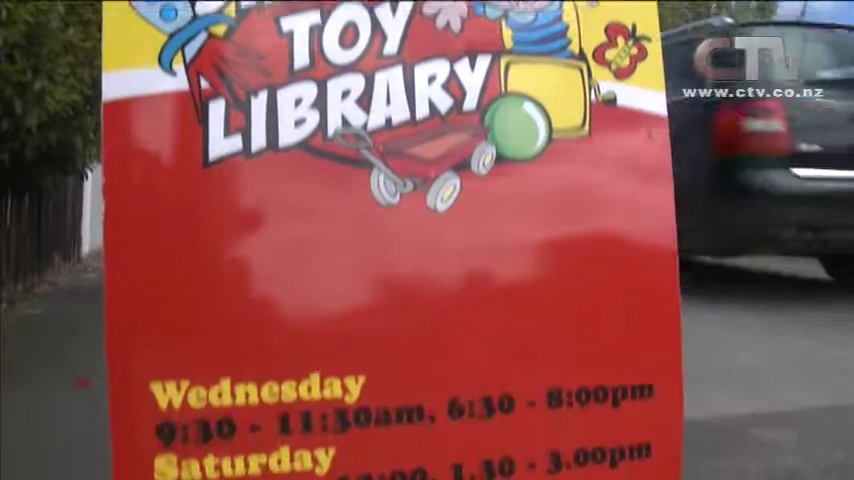 TOY
LIBRARY
CTV
www.ctv.co.nz
Wednesday
9:30 - 11:30am, 6:30 - 8:00pm
Saturday
1.30 - 3.00pm